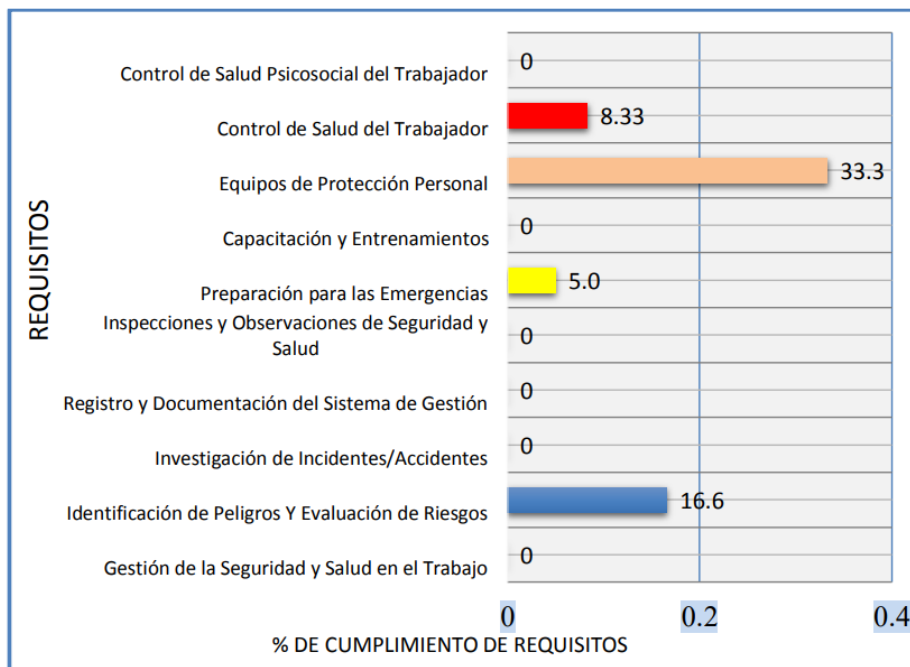 REQUISITOS
Control de Salud Psicosocial del Trabajador
0
Control de Salud del Trabajador
8.33
Equipos de Protección Personal
33.3
Capacitación y Entrenamientos
0
Preparación para las Emergencias
5.0
Inspecciones y Observaciones de Seguridad y
Salud
0
Registro y Documentación del Sistema de Gestión
0
Investigación de Incidentes/Accidentes
0
Identificación de Peligros Y Evaluación de Riesgos
16.6
Gestión de la Seguridad y Salud en el Trabajo
0
0 0.2 0.4
% DE CUMPLIMIENTO DE REQUISITOS